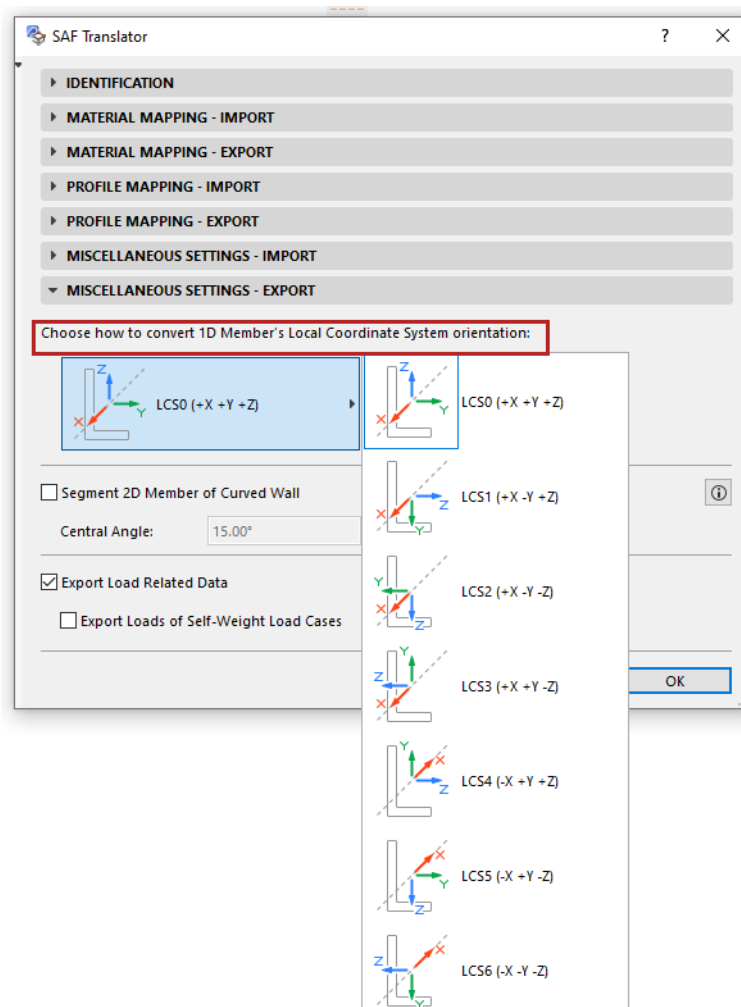 SAF Translator
?
IDENTIFICATION
MATERIAL MAPPING - IMPORT
MATERIAL MAPPING - EXPORT
PROFILE MAPPING - IMPORT
PROFILE MAPPING - EXPORT
MISCELLANEOUS SETTINGS - IMPORT
MISCELLANEOUS SETTINGS - EXPORT
Choose how to convert 1D Member's Local Coordinate System orientation:
Z
Y
X
LCS0 (+X +Y +Z)
Z
Y
X
LCS0 (+X +Y +Z)
X
Z
Y
LCS1 (+X -Y +Z)
Segment 2D Member of Curved Wall
Central Angle:
15.00°
Y
X
Z
LCS2 (+X -Y -Z)
Export Load Related Data
Export Loads of Self-Weight Load Cases
Y
Z
X
LCS3 (+X +Y -Z)
OK
Y
X
Z
LCS4 (-X +Y +Z)
X
Y
Z
LCS5 (-X +Y -Z)
X
Z
Y
LCS6 (-X -Y -Z)